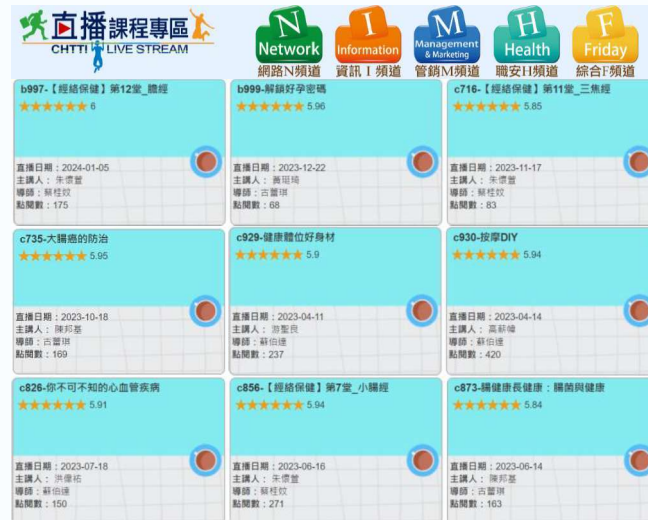 直播課程專區
CHTTI LIVE STREAM
N
Network
網路N頻道
I
Information
資訊 I 頻道
M
Management
& Marketing
管銷M頻道
H
Health
職安H頻道
F
Friday
綜合F頻道
b997-【經絡保健】第12堂_膽經
6
直播日期：2024-01-05
主講人： 朱懷萱
導師：蔡桎妏
點閱數：175
b999-解鎖好孕密碼
5.96
直播日期：2023-12-22
主講人： 黃珽琦
導師：古蕾琪
點閱數：68
c716-【經絡保健】第11堂_三焦經
5.85
直播日期：2023-11-17
主講人： 朱懷萱
導師：蔡桎妏
點閱數：83
c735-大腸癌的防治
5.95
直播日期：2023-10-18
主講人： 陳邦基
導師：古蕾琪
點閱數：169
c929-健康體位好身材
5.9
直播日期：2023-04-11
主講人： 游聖良
導師：蘇伯達
點閱數：237
c930-按摩DIY
5.94
直播日期：2023-04-14
主講人： 高薪幃
導師：蘇伯達
點閱數：420
c826-你不可不知的心血管疾病
5.91
直播日期：2023-07-18
主講人： 洪偉祐
導師：蘇伯達
點閱數：150
c856-【經絡保健】第7堂_小腸經
5.94
直播日期：2023-06-16
主講人： 朱懷萱
導師：蔡桎妏
點閱數：271
c873-腸健康長健康：腸菌與健康
5.84
直播日期：2023-06-14
主講人： 陳邦基
導師：古蕾琪
點閱數：163